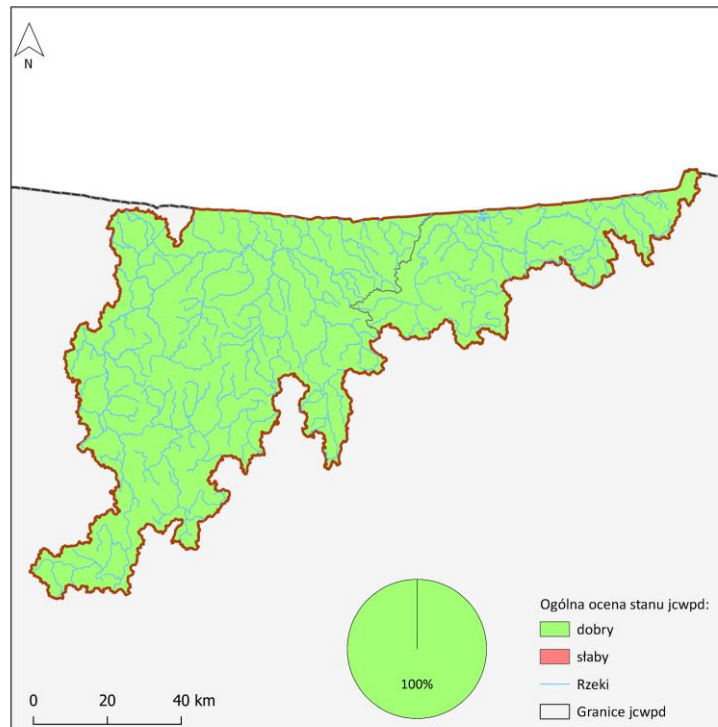 N
Ogólna ocena stanu jcwpd:
dobry
słaby
Rzeki
Granice jcwpd
100%
0 20 40 km